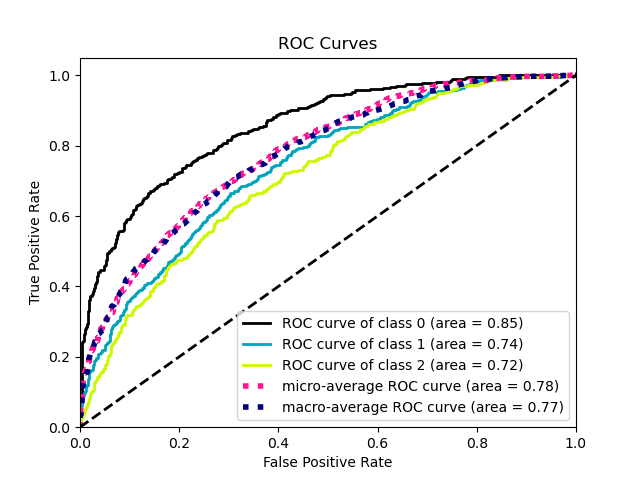 ROC Curves
True Positive Rate
1.0
0.8
0.6
0.4
0.2
0.0
ROC curve of class 0 (area = 0.85)
ROC curve of class 1 (area = 0.74)
ROC curve of class 2 (area = 0.72)
micro-average ROC curve (area = 0.78)
macro-average ROC curve (area = 0.77)
0.0 0.2 0.4 0.6 0.8 1.0
False Positive Rate